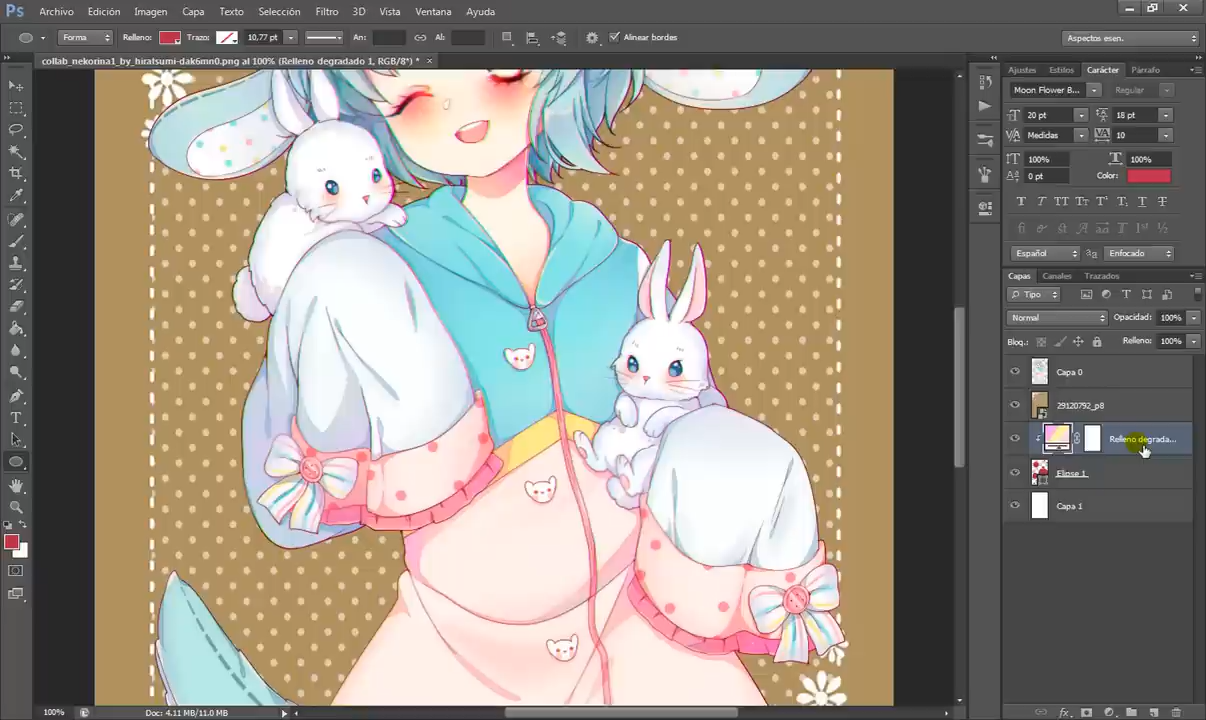 Ps Archivo Edición Imagen Capa Texto Selección Filtro 3D Vista Ventana Ayuda
Forma Relleno: Trazo: 10,77 pt An: Al: Alinear bordes Aspectos esen.
collab_nekorina1_by_hiratsumi-dak6mn0.png al 100% (Relleno degradado 1, RGB/8*) *
Ajustes Estilos Carácter Párrafo
Moon Flower B... Regular
20 pt 18 pt
Medidas 10
100% 100%
0 pt Color:
Español Enfocado
Capas Canales Trazados
Tipo
Normal Opacidad: 100%
Bloq.: Relleno: 100%
Capa 0
29120792_p8
Relleno degrada...
Elipse 1
Capa 1
100% Doc: 4.11 MB/11.0 MB